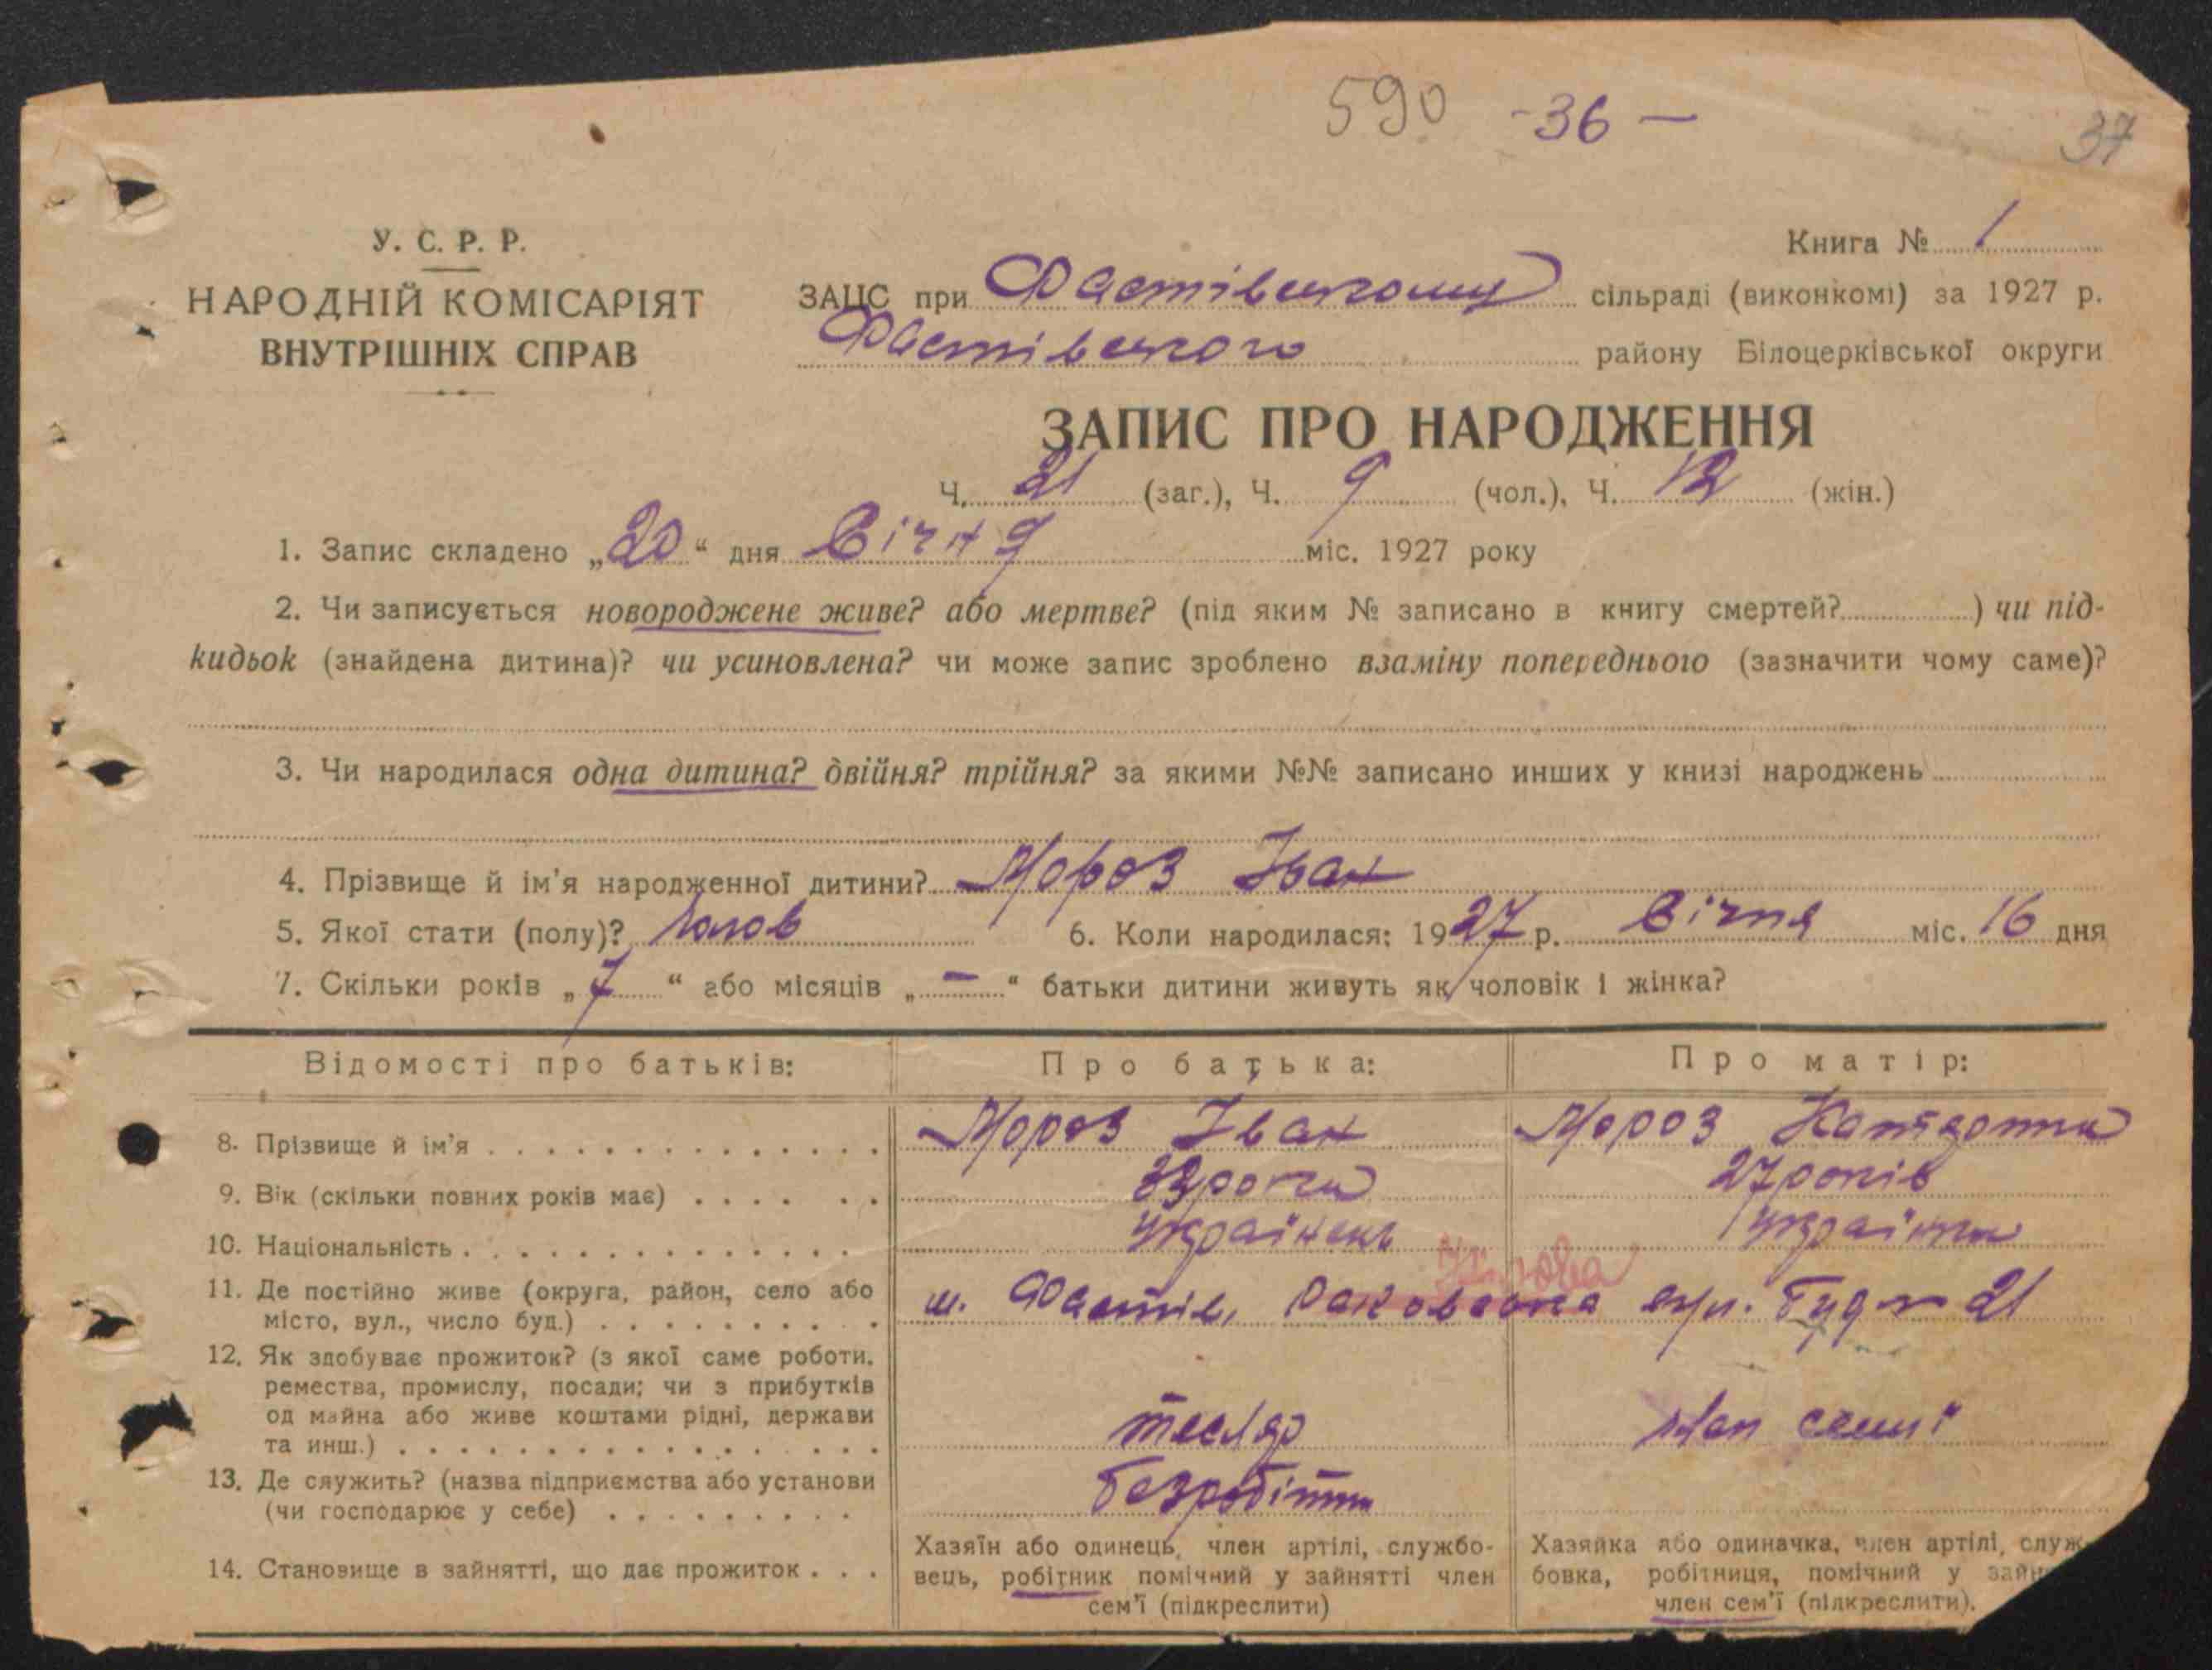 590 - 36 -
37
У. С. Р. Р.
НАРОДНІЙ КОМІСАРІЯТ
ВНУТРІШНІХ СПРАВ
Книга № 1
ЗАЦС при Фастівському сільраді (виконкомі) за 1927 р.
Фастівського району Білоцерківської округи
ЗАПИС ПРО НАРОДЖЕННЯ
Ч. 21 (заг.), Ч. 9 (чол.), Ч. 12 (жін.)
1. Запис складено „20“ дня Січня міс. 1927 року
2. Чи записується новороджене живе? або мертве? (під яким № записано в книгу смертей?) чи під-
кидьок (знайдена дитина)? чи усиновлена? чи може запис зроблено взаміну попереднього (зазначити чому саме)?
3. Чи народилася одна дитина? двійня? трійня? за якими №№ записано инших у книзі народжень
4. Прізвище й ім'я народженної дитини? Мороз Іван
5. Якої стати (полу)? Чолов 6. Коли народилася: 1927 р. Січня міс. 16 дня
7. Скільки років „7“ або місяців „-“ батьки дитини живуть як чоловік і жінка?
Відомості про батьків: Про батька: Про матір:
8. Прізвище й ім'я Мороз Іван Мороз
9. Вік (скільки повних років має) роки 27 років
10. Національність Українець Українка
11. Де постійно живе (округа, район, село або
місто, вул., число буд.) м. Фастів, Раковська вул. Буд № 21
12. Як здобуває прожиток? (з якої саме роботи,
ремества, промислу, посади; чи з прибутків
од майна або живе коштами рідні, держави
та инш.) тесляр член семї
13. Де служить? (назва підприємства або установи
(чи господарює у себе) безробітни
14. Становище в зайнятті, що дає прожиток
Хазяїн або одинець, член артілі, службо-
вець, робітник помічний у зайнятті член
сем'ї (підкреслити)
Хазяйка або одиначка, член артілі, служ-
бовка, робітниця, помічний у
член сем'ї (підкреслити).